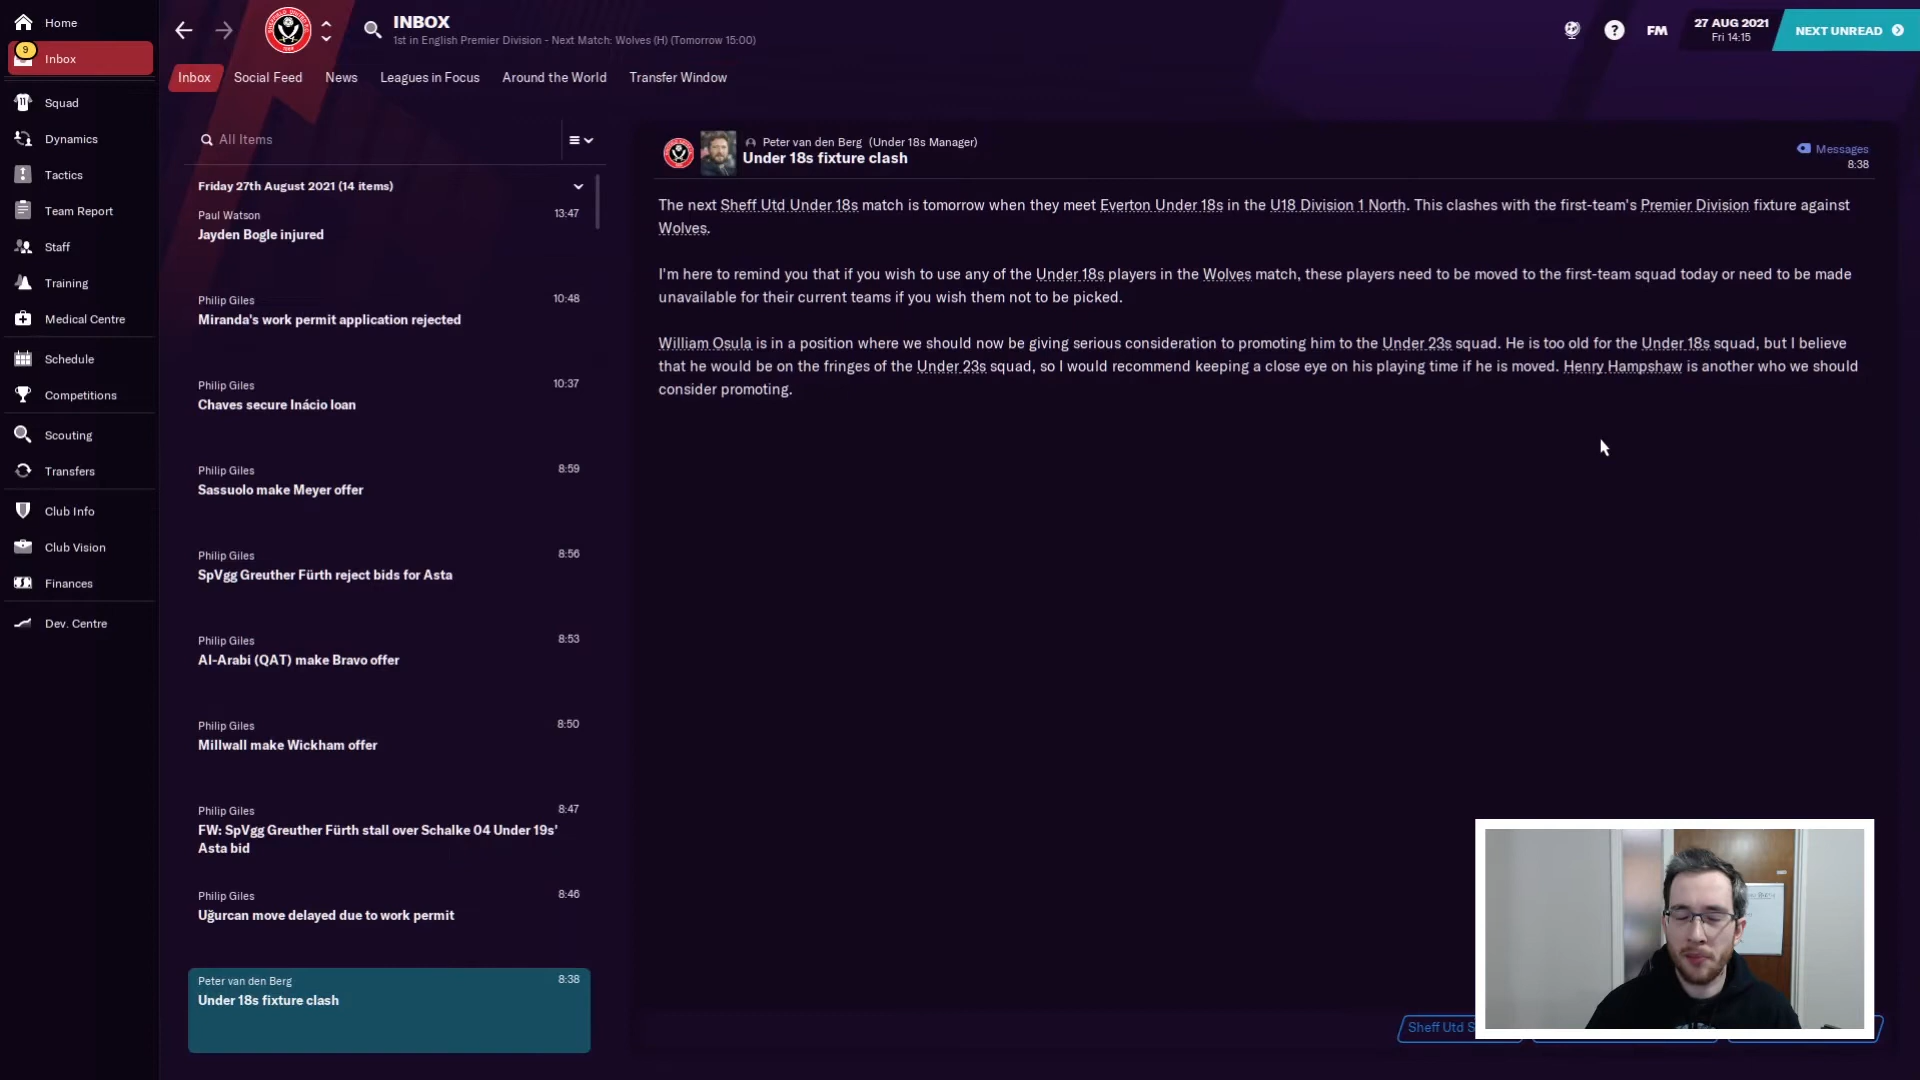 Home
9
Inbox
Squad
Dynamics
Tactics
Team Report
Staff
Training
Medical Centre
Schedule
Competitions
Scouting
Transfers
Club Info
Club Vision
Finances
Dev. Centre
INBOX
1st in English Premier Division - Next Match: Wolves (H) (Tomorrow 15:00)
FM
27 AUG 2021
Fri 14:15
NEXT UNREAD
Inbox Social Feed News Leagues in Focus Around the World Transfer Window
All Items
Friday 27th August 2021 (14 items)
Paul Watson 13:47
Jayden Bogle injured
Philip Giles 10:48
Miranda's work permit application rejected
Philip Giles 10:37
Chaves secure Inácio loan
Philip Giles 8:59
Sassuolo make Meyer offer
Philip Giles 8:56
SpVgg Greuther Fürth reject bids for Asta
Philip Giles 8:53
Al-Arabi (QAT) make Bravo offer
Philip Giles 8:50
Millwall make Wickham offer
Philip Giles 8:47
FW: SpVgg Greuther Fürth stall over Schalke 04 Under 19s'
Asta bid
Philip Giles 8:46
Uğurcan move delayed due to work permit
Peter van den Berg 8:38
Under 18s fixture clash
Peter van den Berg (Under 18s Manager)
Under 18s fixture clash
Messages
8:38
The next Sheff Utd Under 18s match is tomorrow when they meet Everton Under 18s in the U18 Division 1 North. This clashes with the first-team's Premier Division fixture against
Wolves.
I'm here to remind you that if you wish to use any of the Under 18s players in the Wolves match, these players need to be moved to the first-team squad today or need to be made
unavailable for their current teams if you wish them not to be picked.
William Osula is in a position where we should now be giving serious consideration to promoting him to the Under 23s squad. He is too old for the Under 18s squad, but I believe
that he would be on the fringes of the Under 23s squad, so I would recommend keeping a close eye on his playing time if he is moved. Henry Hampshaw is another who we should
consider promoting.
Sheff Utd S